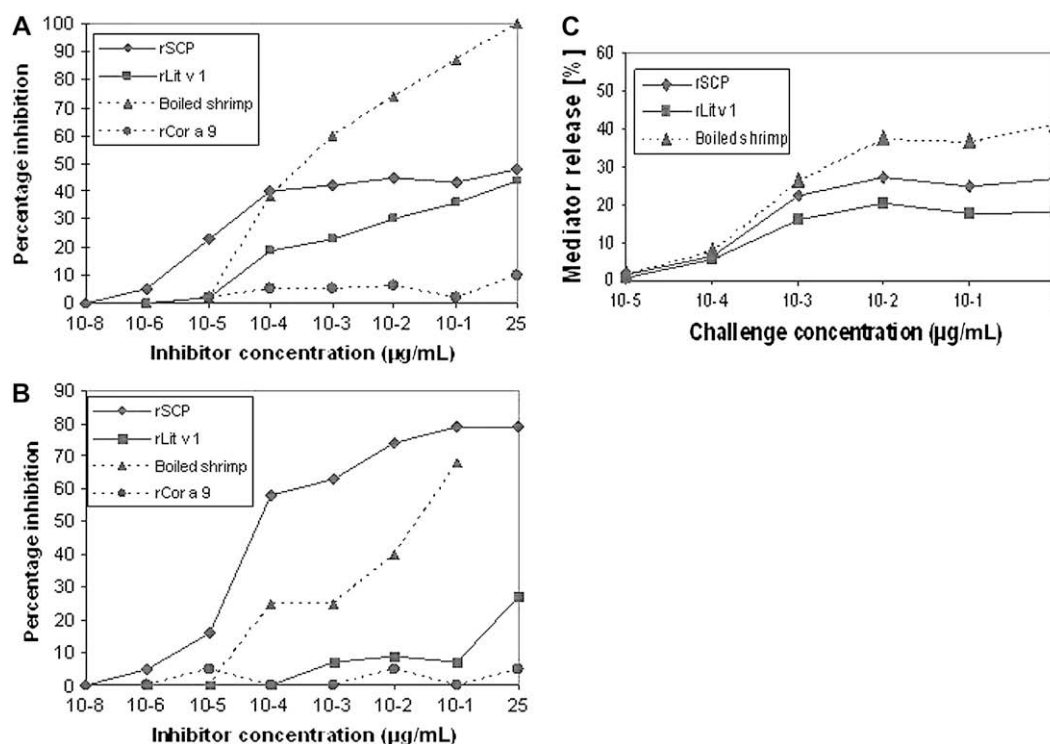 A
100
90
80
70
60
50
40
30
20
10
0
Percentage inhibition
rSCP
rLit v 1
Boiled shrimp
rCor a 9
10-8 10-6 10-5 10-4 10-3 10-2 10-1 25
Inhibitor concentration (µg/mL)
B
90
80
70
60
50
40
30
20
10
0
Percentage inhibition
rSCP
rLit v 1
Boiled shrimp
rCor a 9
10-8 10-6 10-5 10-4 10-3 10-2 10-1 25
Inhibitor concentration (µg/mL)
C
60
50
40
30
20
10
0
Mediator release [%]
rSCP
rLit v 1
Boiled shrimp
10-5 10-4 10-3 10-2 10-1
Challenge concentration (µg/mL)